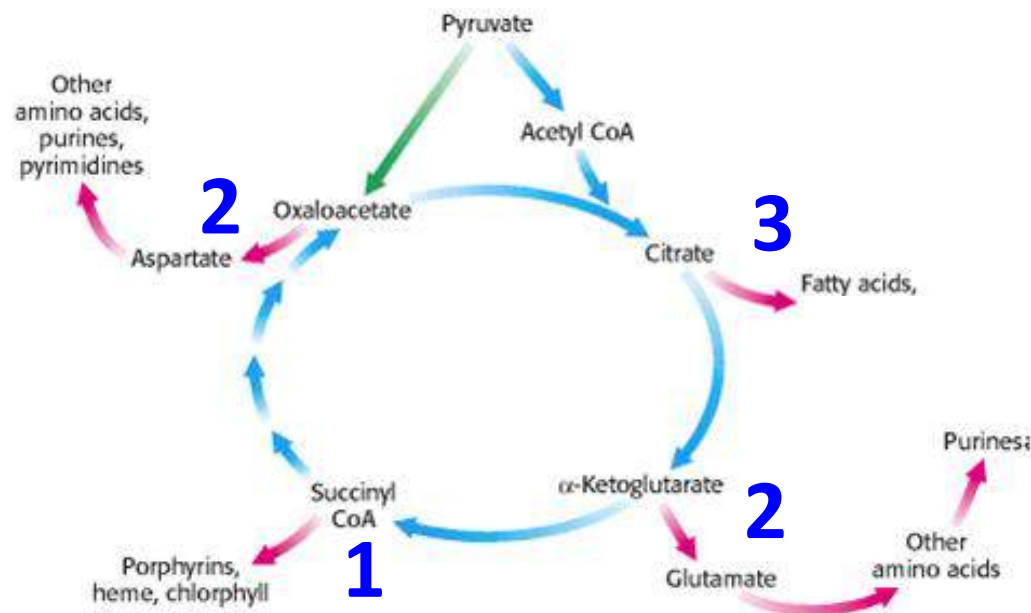 Pyruvate
Other
amino acids,
purines,
pyrimidines
Acetyl CoA
2
Oxaloacetate
3
Aspartate
Citrate
Fatty acids,
Purines
Succinyl
CoA
α-Ketoglutarate
2
1
Other
amino acids
Porphyrins,
heme, chlorphyll
Glutamate